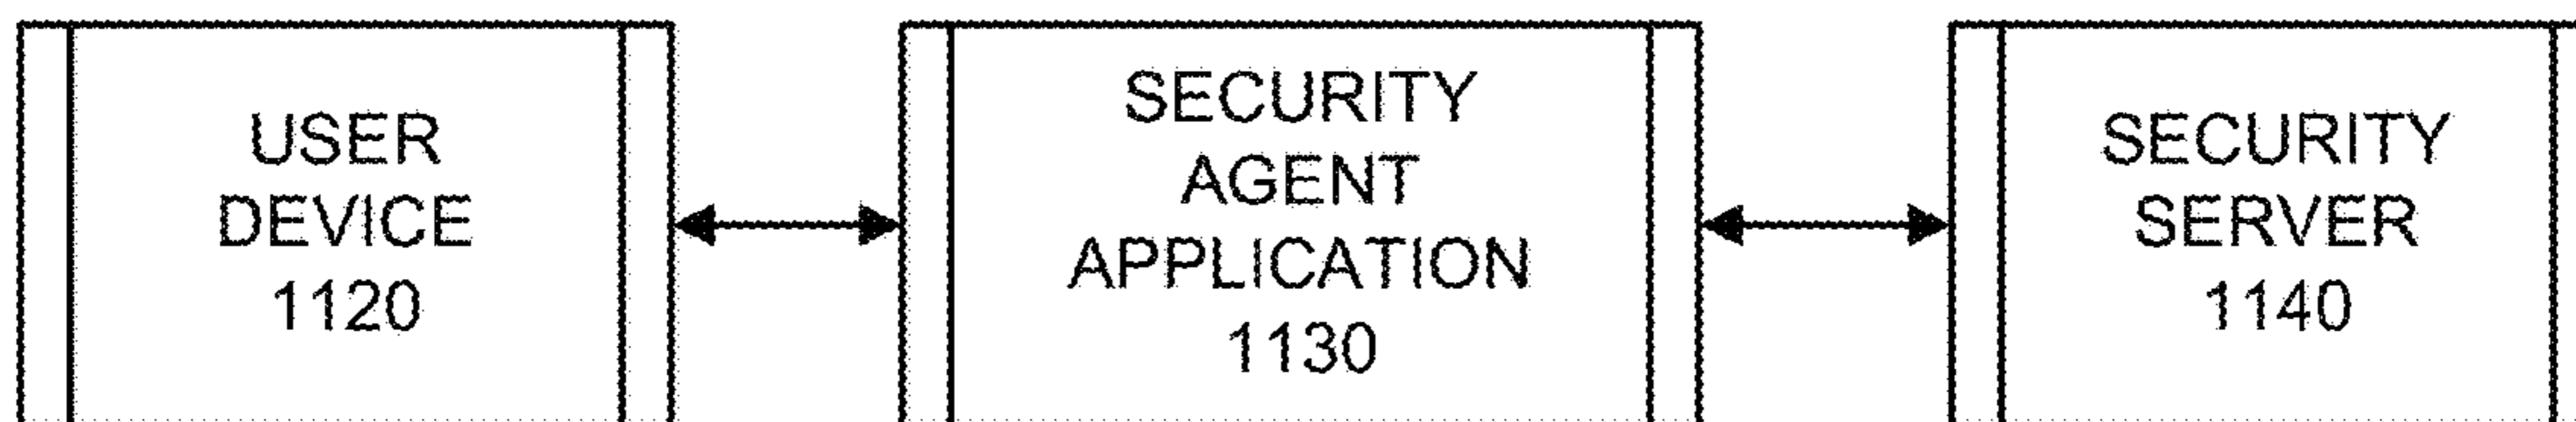 USER
DEVICE
1120
SECURITY
AGENT
APPLICATION
1130
SECURITY
SERVER
1140